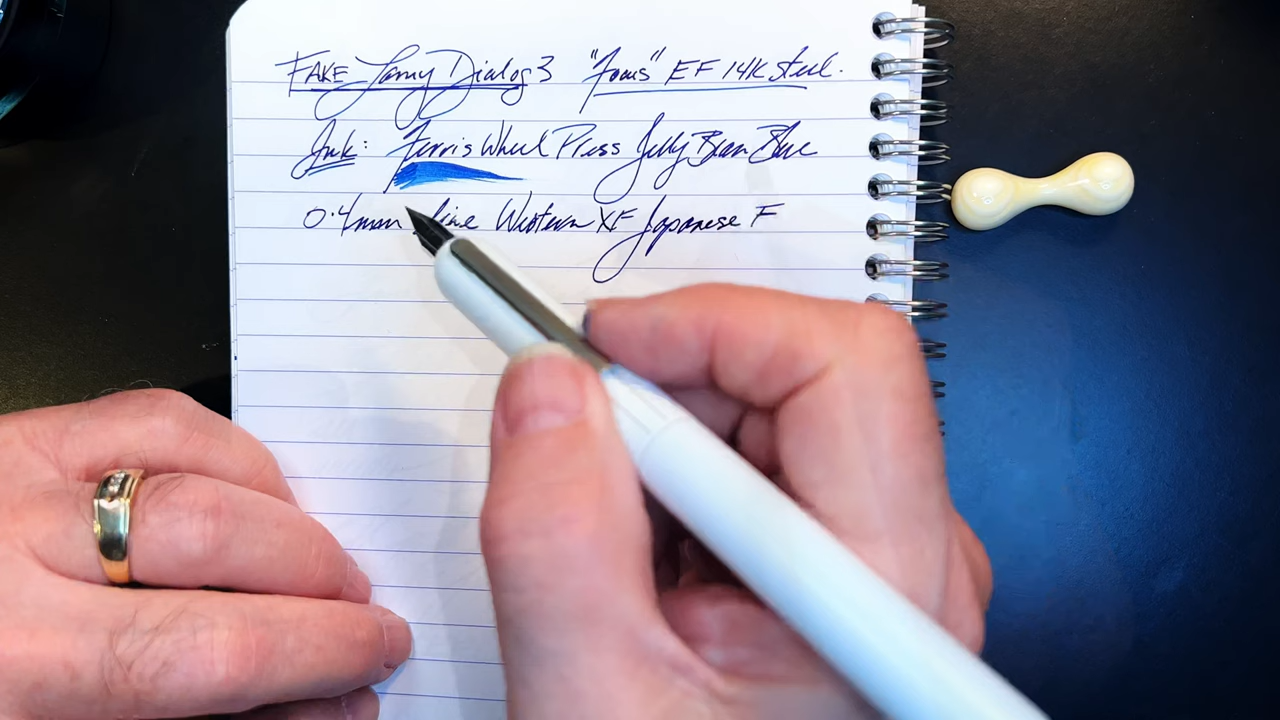 FAKE Lamy Dialog 3 "Focus" EF 14K Steel.
Ink: Ferris Wheel Press Jelly Bean Blue
0.4mm line Western XF Japanese F